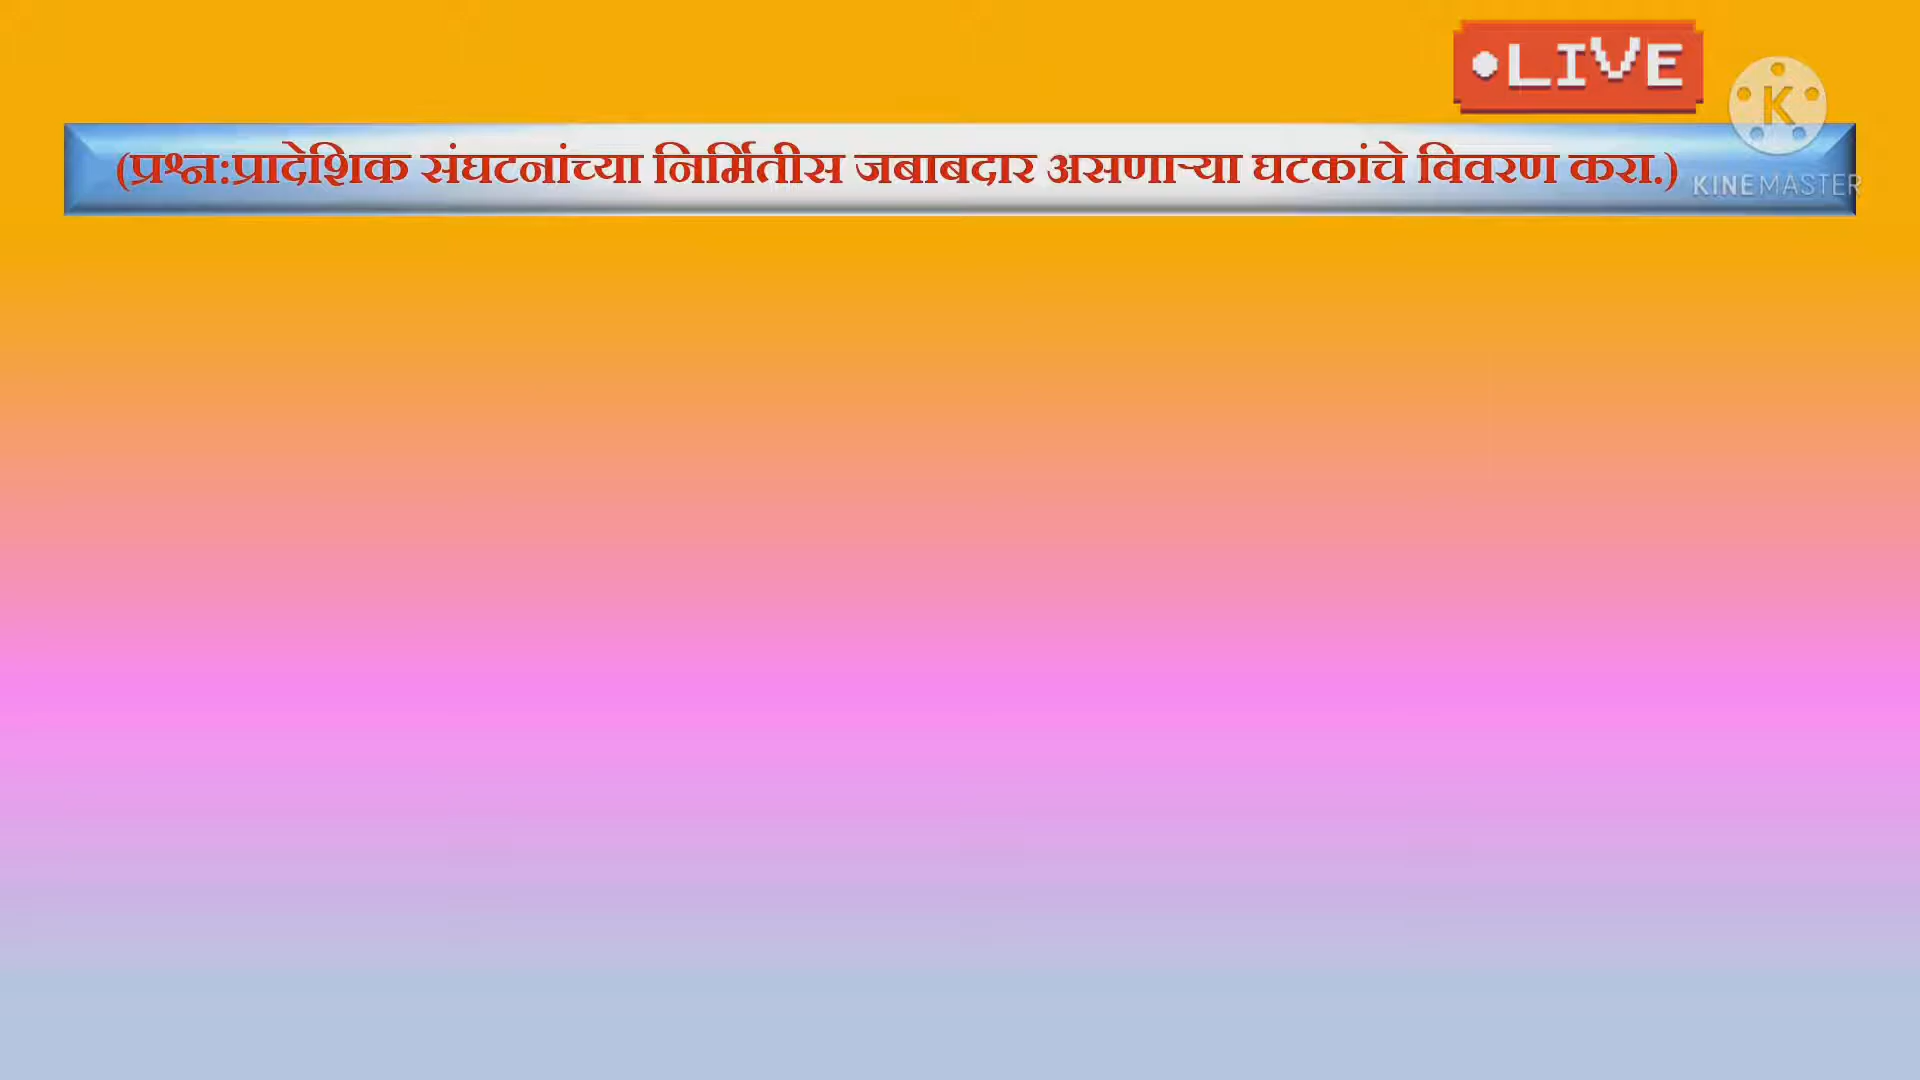 •LIVE
K
(प्रश्न:प्रादेशिक संघटनांच्या निर्मितीस जबाबदार असणाऱ्या घटकांचे विवरण करा.)
KINEMASTER